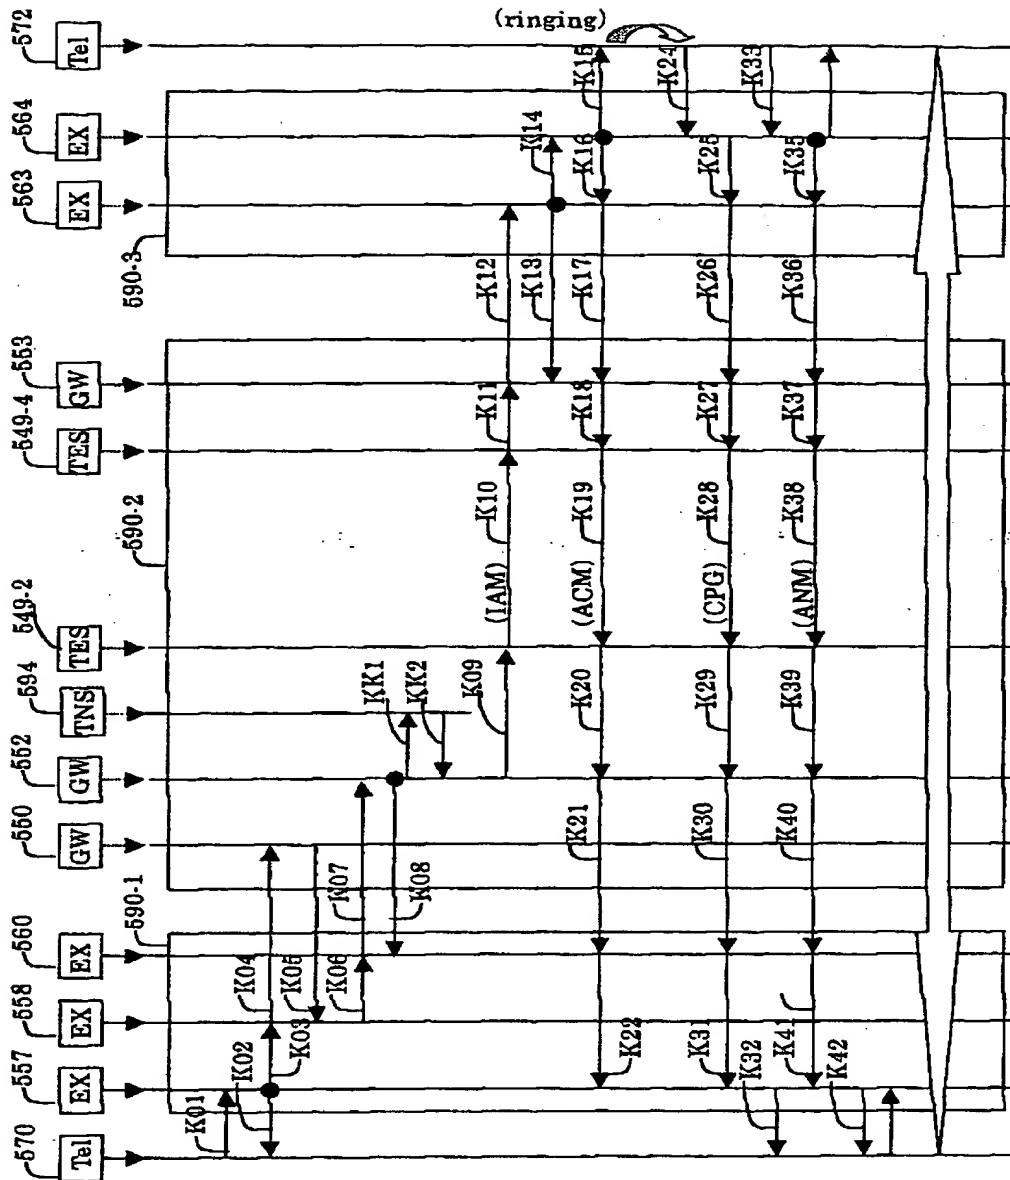 572
Tel
564
EX
563
EX
590-3
553
GW
549-4
TES
590-2
549-2
TES
594
TNS
552
GW
550
GW
590-1
560
EX
558
EX
557
EX
570
Tel
(ringing)
K15
K24
K33
K14
K16
K25
K35
K12
K13
K17
K26
K36
K11
K18
K27
K37
K10
K19
K28
K38
(IAM)
(ACM)
(CPG)
(ANM)
KK1
KK2
K09
K20
K29
K39
K07
K08
K21
K30
K40
K04
K05
K06
K03
K02
K01
K22
K31
K32
K41
K42